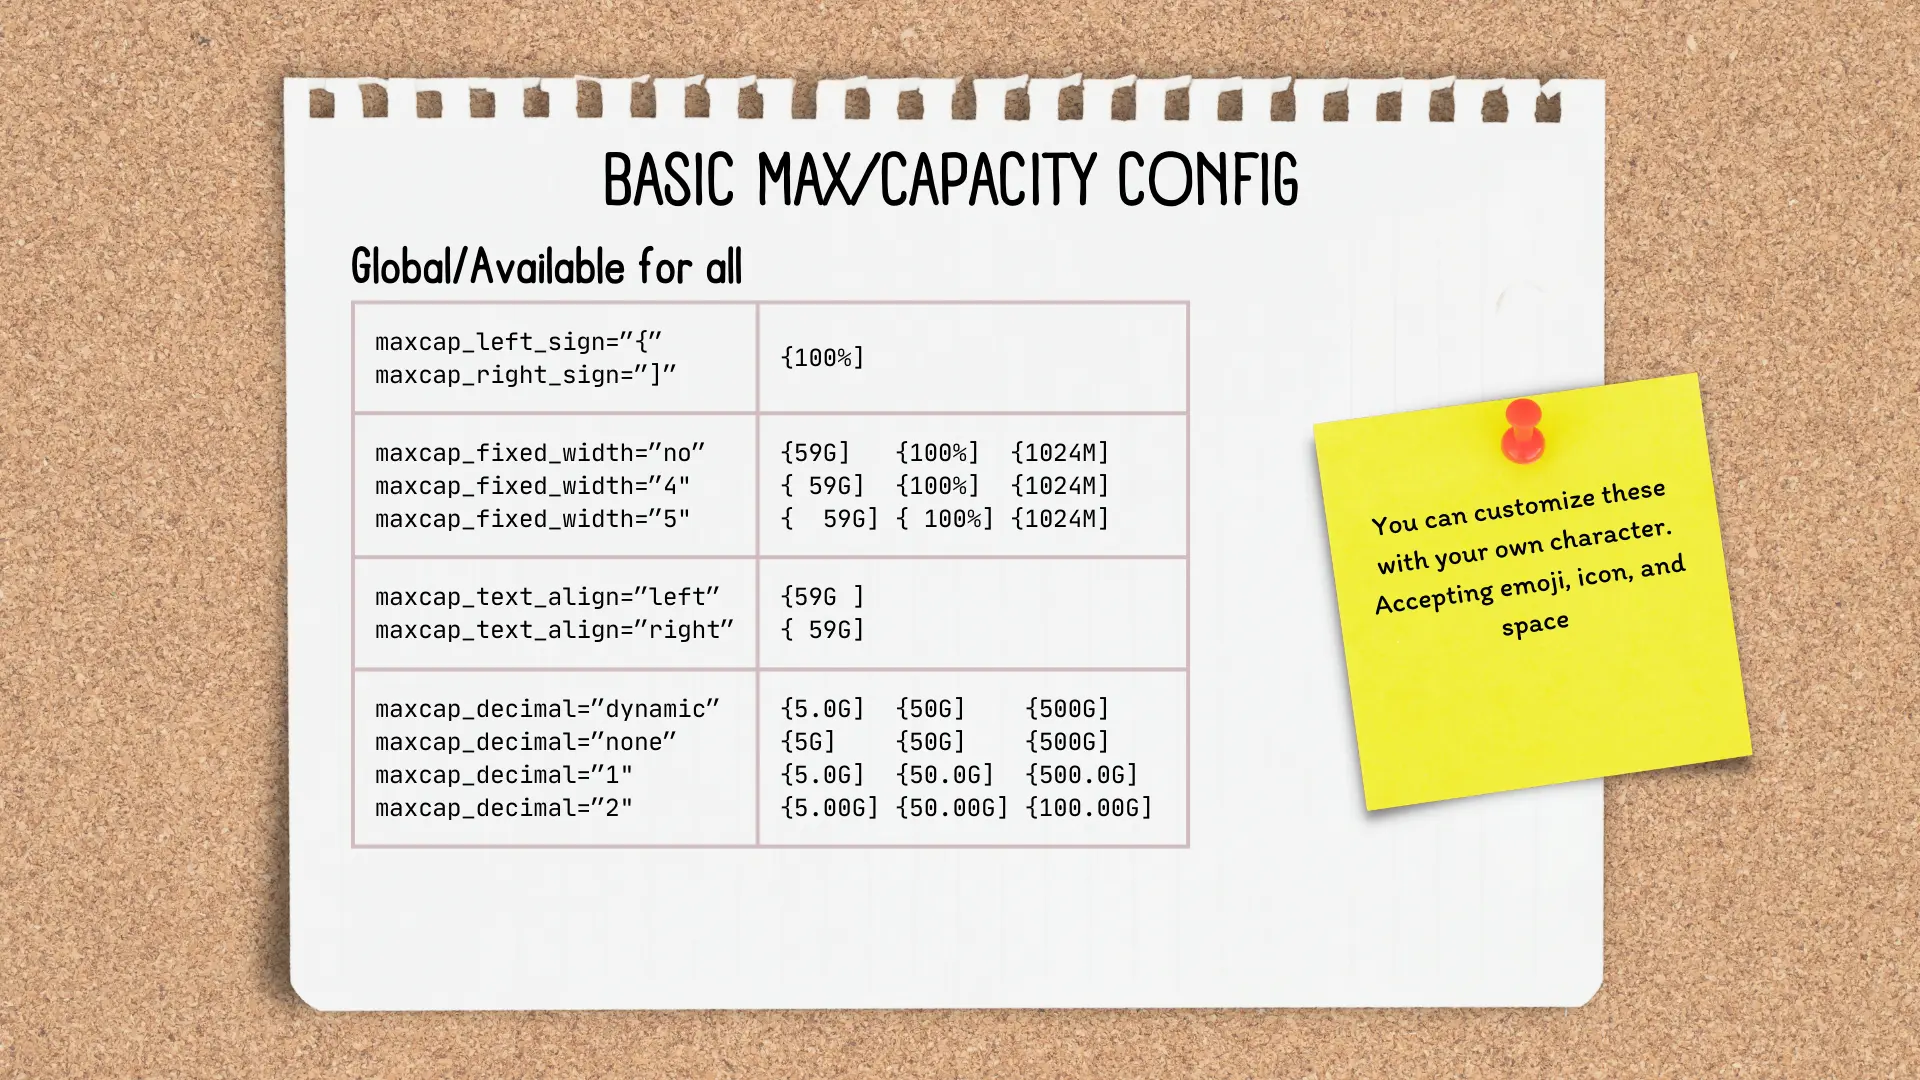 BASIC MAX/CAPACITY CONFIG
Global/Available for all
maxcap_left_sign=”{”
maxcap_right_sign=”]”
{100%]
maxcap_fixed_width=”no”
maxcap_fixed_width=”4"
maxcap_fixed_width=”5"
{59G]   {100%]  {1024M]
{ 59G]  {100%]  {1024M]
{  59G] { 100%] {1024M]
maxcap_text_align=”left”
maxcap_text_align=”right”
{59G ]
{ 59G]
maxcap_decimal=”dynamic”
maxcap_decimal=”none”
maxcap_decimal=”1"
maxcap_decimal=”2"
{5.0G]  {50G]    {500G]
{5G]    {50G]    {500G]
{5.0G]  {50.0G]  {500.0G]
{5.00G] {50.00G] {100.00G]
You can customize these
with your own character.
Accepting emoji, icon, and
space